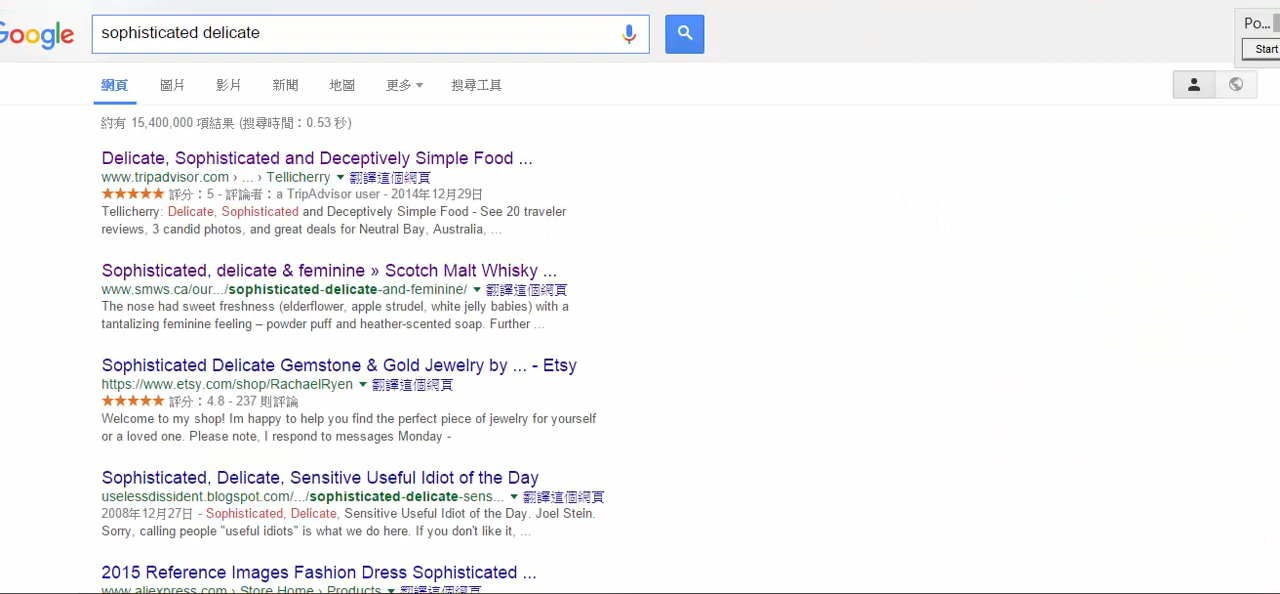 Google
sophisticated delicate
Po...
Start
網頁 圖片 影片 新聞 地圖 更多 搜尋工具
約有 15,400,000 項結果 (搜尋時間：0.53 秒)
Delicate, Sophisticated and Deceptively Simple Food ...
www.tripadvisor.com › ... › Tellicherry 翻譯這個網頁
★★★★★ 評分：5 - 評論者：a TripAdvisor user - 2014年12月29日
Tellicherry: Delicate, Sophisticated and Deceptively Simple Food - See 20 traveler
reviews, 3 candid photos, and great deals for Neutral Bay, Australia, ...
Sophisticated, delicate & feminine » Scotch Malt Whisky ...
www.smws.ca/our.../sophisticated-delicate-and-feminine/ 翻譯這個網頁
The nose had sweet freshness (elderflower, apple strudel, white jelly babies) with a
tantalizing feminine feeling – powder puff and heather-scented soap. Further ...
Sophisticated Delicate Gemstone & Gold Jewelry by ... - Etsy
https://www.etsy.com/shop/RachaelRyen 翻譯這個網頁
★★★★★ 評分：4.8 - 237 則評論
Welcome to my shop! Im happy to help you find the perfect piece of jewelry for yourself
or a loved one. Please note, I respond to messages Monday -
Sophisticated, Delicate, Sensitive Useful Idiot of the Day
uselessdissident.blogspot.com/.../sophisticated-delicate-sens... 翻譯這個網頁
2008年12月27日 - Sophisticated, Delicate, Sensitive Useful Idiot of the Day. Joel Stein.
Sorry, calling people "useful idiots" is what we do here. If you don't like it, ...
2015 Reference Images Fashion Dress Sophisticated ...
www.aliexpress.com › Store Home › Products 翻譯這個網頁